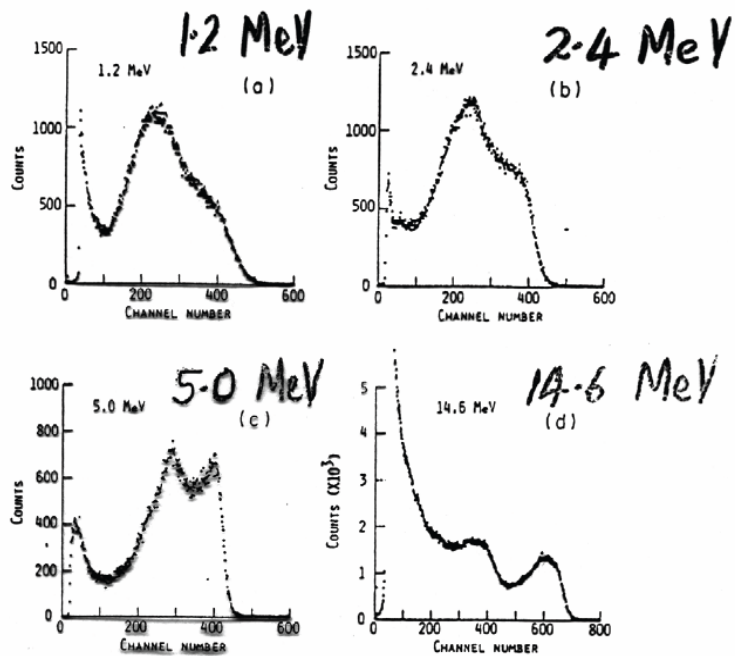 1.2 MeV
1500
1.2 MeV
(a)
1000
COUNTS
500
0
0 200 400 600
CHANNEL NUMBER
2.4 MeV
1500
2.4 MeV
(b)
1000
COUNTS
500
0
0 200 400 600
CHANNEL NUMBER
5.0 MeV
1000
5.0 MeV
(c)
800
600
COUNTS
400
200
0
0 200 400 600
CHANNEL NUMBER
14.6 MeV
5
14.6 MeV
(d)
4
3
COUNTS (X10³)
2
1
0
0 200 400 600 800
CHANNEL NUMBER